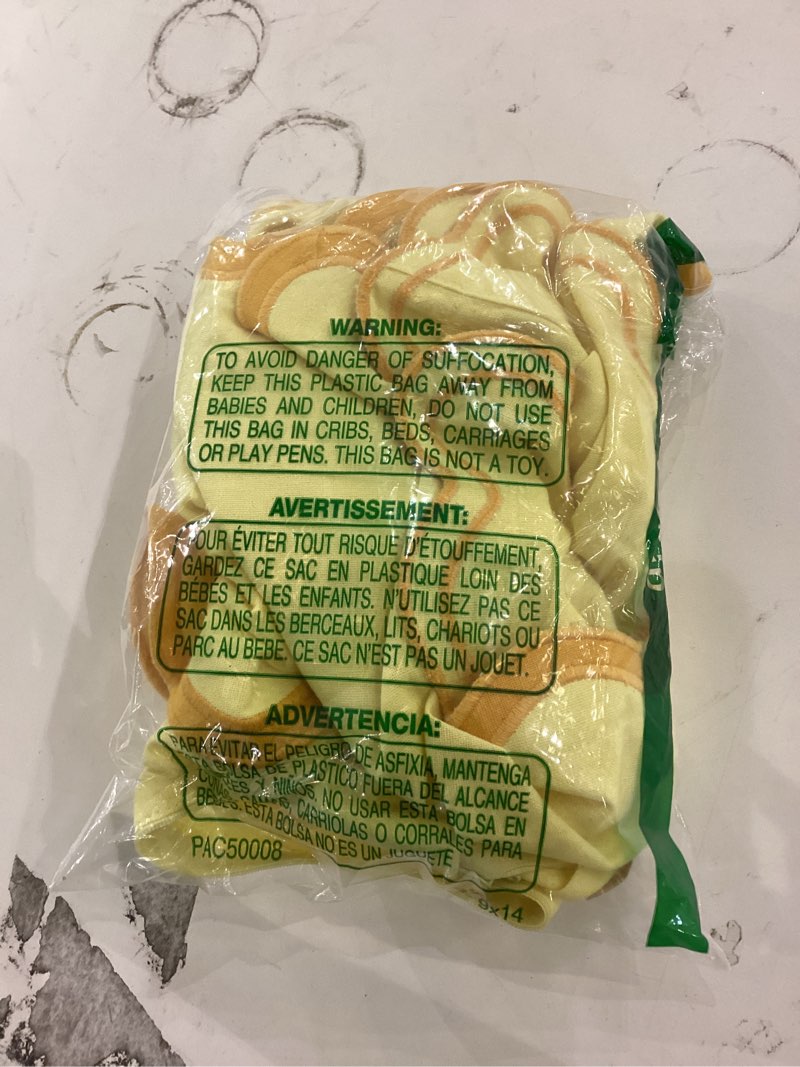 WARNING:
TO AVOID DANGER OF SUFFOCATION,
KEEP THIS PLASTIC BAG AWAY FROM
BABIES AND CHILDREN, DO NOT USE
THIS BAG IN CRIBS, BEDS, CARRIAGES
OR PLAY PENS. THIS BAG IS NOT A TOY.
AVERTISSEMENT:
POUR ÉVITER TOUT RISQUE D'ÉTOUFFEMENT,
GARDEZ CE SAC EN PLASTIQUE LOIN DES
BÉBÉS ET LES ENFANTS. N'UTILISEZ PAS CE
SAC DANS LES BERCEAUX, LITS, CHARIOTS OU
PARC AU BEBE. CE SAC N'EST PAS UN JOUET.
ADVERTENCIA:
PARA EVITAR EL PELIGRO DE ASFIXIA, MANTENGA
BOLSA DE PLASTICO FUERA DEL ALCANCE
Y NIÑOS, NO USAR ESTA BOLSA EN
CARRIOLAS O CORRALES PARA
BEBES. ESTA BOLSA NO ES UN JUGUETE
PAC50008
9x14